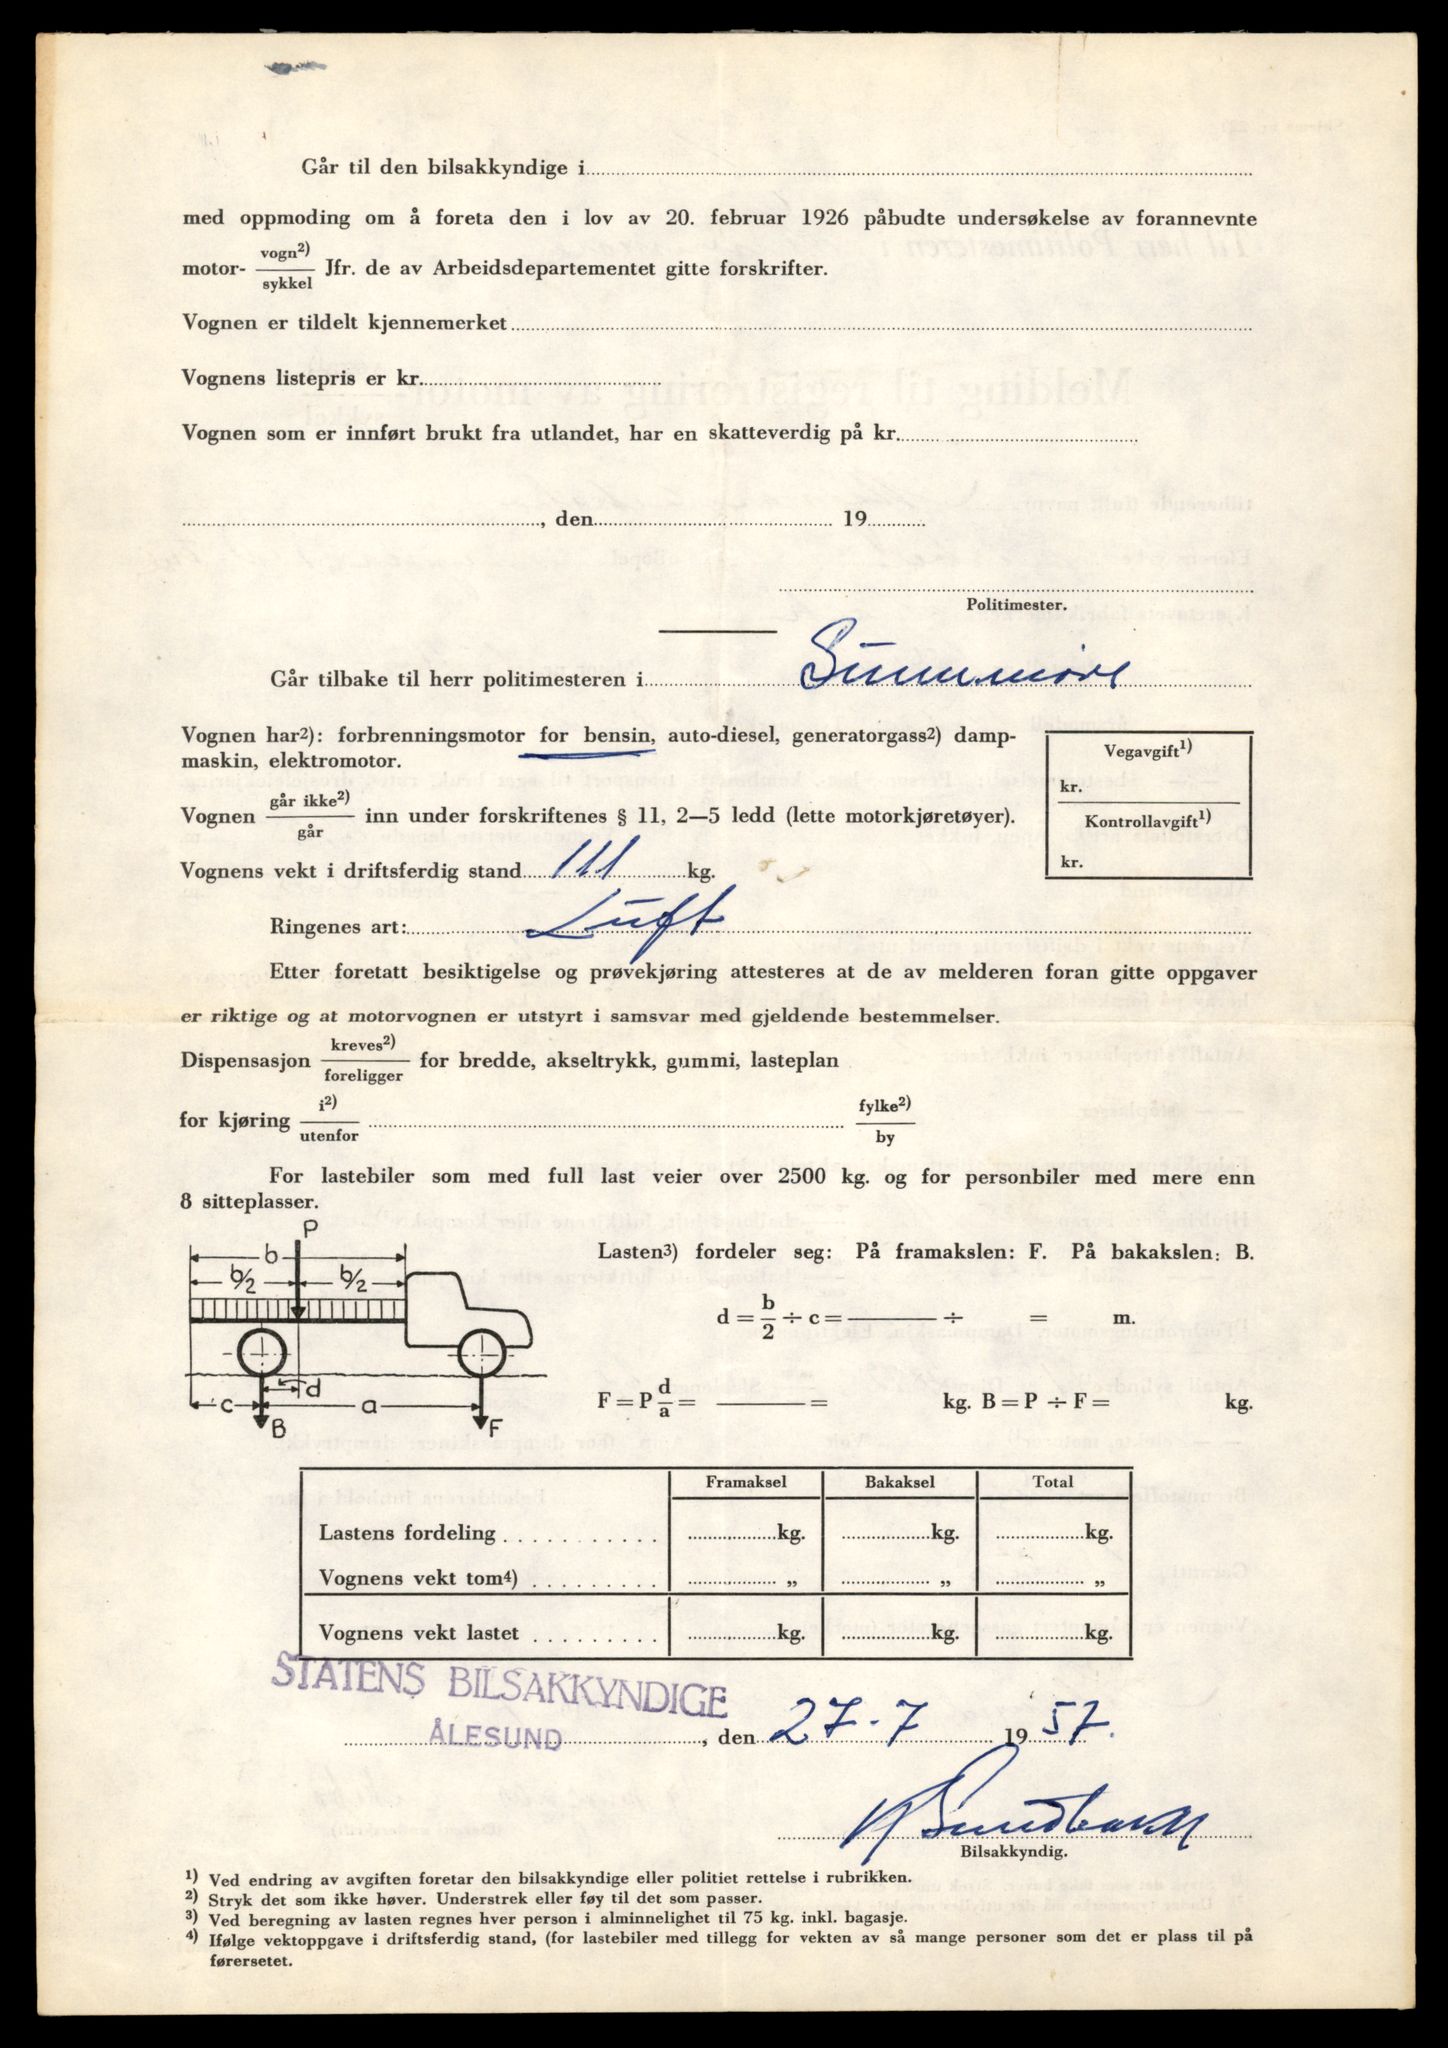 Går til den bilsakkyndige i
med oppmoding om å foreta den i lov av 20. februar 1926 påbudte undersøkelse av forannevnte
motor- vogn2)/sykkel Jfr. de av Arbeidsdepartementet gitte forskrifter.
Vognen er tildelt kjennemerket
Vognens listepris er kr.
Vognen som er innført brukt fra utlandet, har en skatteverdig på kr.
, den 19
Politimester.
Går tilbake til herr politimesteren i Sunnmøre
Vognen har2): forbrenningsmotor for bensin, auto-diesel, generatorgass2) damp-
maskin, elektromotor.
Vegavgift1)
kr.
Kontrollavgift1)
kr.
Vognen går ikke2)/går inn under forskriftenes § 11, 2—5 ledd (lette motorkjøretøyer).
Vognens vekt i driftsferdig stand 111 kg.
Ringenes art: Luft
Etter foretatt besiktigelse og prøvekjøring attesteres at de av melderen foran gitte oppgaver
er riktige og at motorvognen er utstyrt i samsvar med gjeldende bestemmelser.
Dispensasjon kreves2)/foreligger for bredde, akseltrykk, gummi, lasteplan
for kjøring i2)/utenfor fylke2)/by
For lastebiler som med full last veier over 2500 kg. og for personbiler med mere enn
8 sitteplasser.
P
b
b/2 b/2
d
c a
B F
Lasten3) fordeler seg: På framakslen: F. På bakakslen: B.
d = b/2 ÷ c = ÷ = m.
F = P d/a = = kg. B = P ÷ F = kg.
Framaksel Bakaksel Total
Lastens fordeling kg. kg. kg.
Vognens vekt tom4) „ „ „
Vognens vekt lastet kg. kg. kg.
STATENS BILSAKKYNDIGE
ÅLESUND , den 27-7 19 57.
Bilsakkyndig.
1) Ved endring av avgiften foretar den bilsakkyndige eller politiet rettelse i rubrikken.
2) Stryk det som ikke høver. Understrek eller føy til det som passer.
3) Ved beregning av lasten regnes hver person i alminnelighet til 75 kg. inkl. bagasje.
4) Ifølge vektoppgave i driftsferdig stand, (for lastebiler med tillegg for vekten av så mange personer som det er plass til på
førersetet.